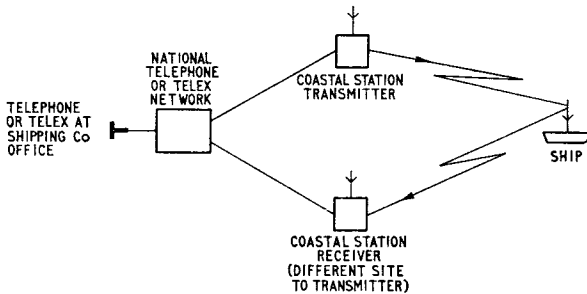 NATIONAL
TELEPHONE
OR TELEX
NETWORK
COASTAL STATION
TRANSMITTER
TELEPHONE
OR TELEX AT
SHIPPING Co
OFFICE
SHIP
COASTAL STATION
RECEIVER
(DIFFERENT SITE
TO TRANSMITTER)